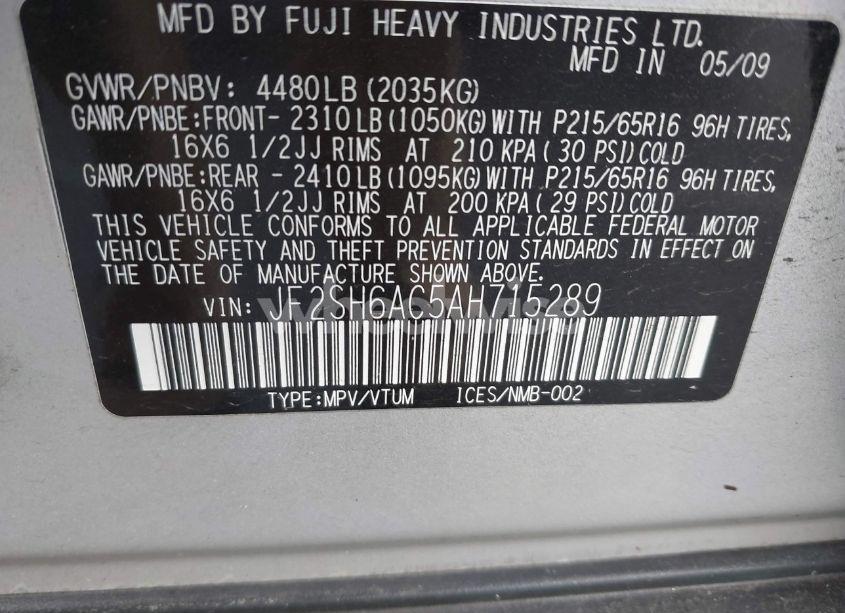 MFD BY FUJI HEAVY INDUSTRIES LTD.
MFD IN 05/09
GVWR/PNBV: 4480LB(2035KG)
GAWR/PNBE:FRONT- 2310LB(1050KG)WITH P215/65R16 96H TIRES,
16X6 1/2JJ RIMS AT 210 KPA( 30 PSI)COLD
GAWR/PNBE:REAR - 2410LB(1095KG)WITH P215/65R16 96H TIRES,
16X6 1/2JJ RIMS AT 200 KPA( 29 PSI)COLD
THIS VEHICLE CONFORMS TO ALL APPLICABLE FEDERAL MOTOR
VEHICLE SAFETY AND THEFT PREVENTION STANDARDS IN EFFECT ON
THE DATE OF MANUFACTURE SHOWN ABOVE.
VIN: JF2SH6AC5AH715289
TYPE:MPV/VTUM ICES/NMB-002